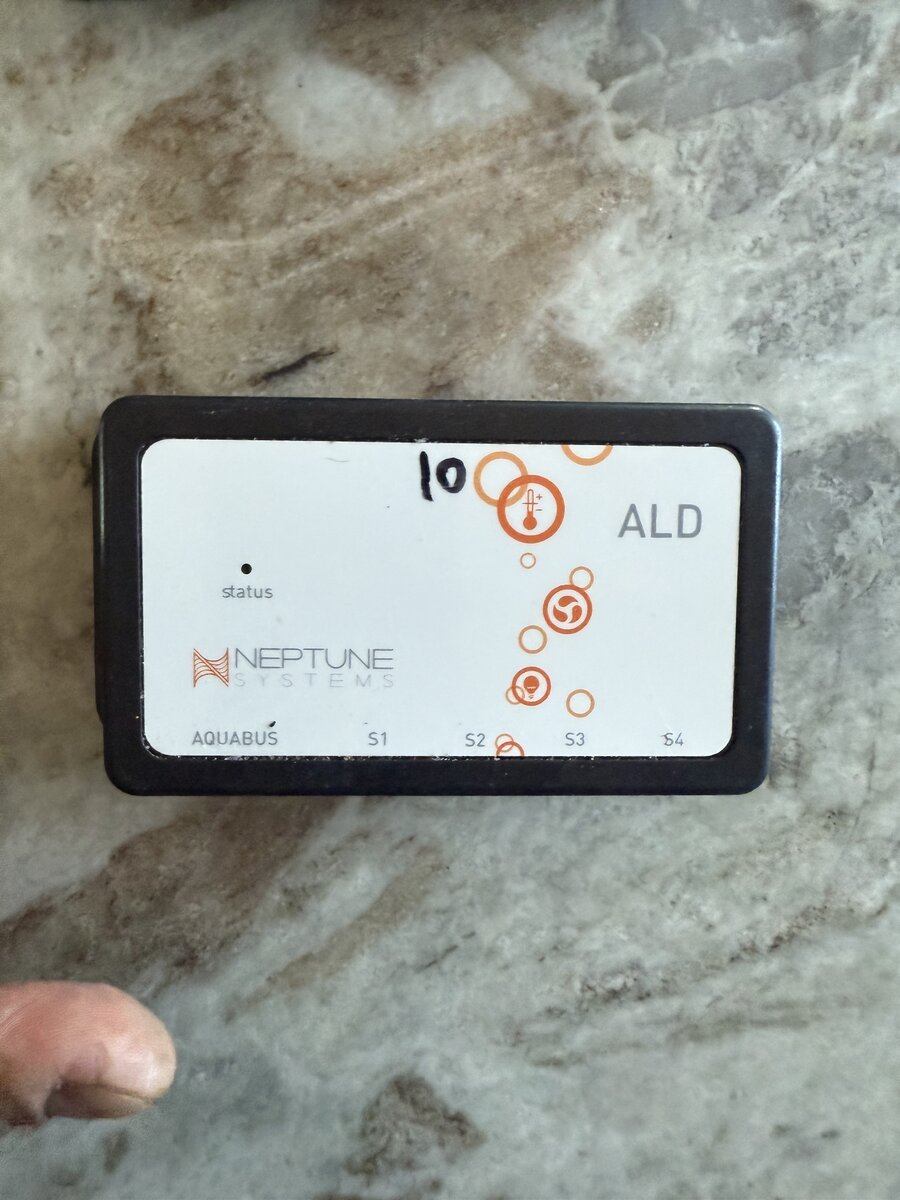 10
ALD
status
NEPTUNE
SYSTEMS
AQUABUS S1 S2 S3 S4